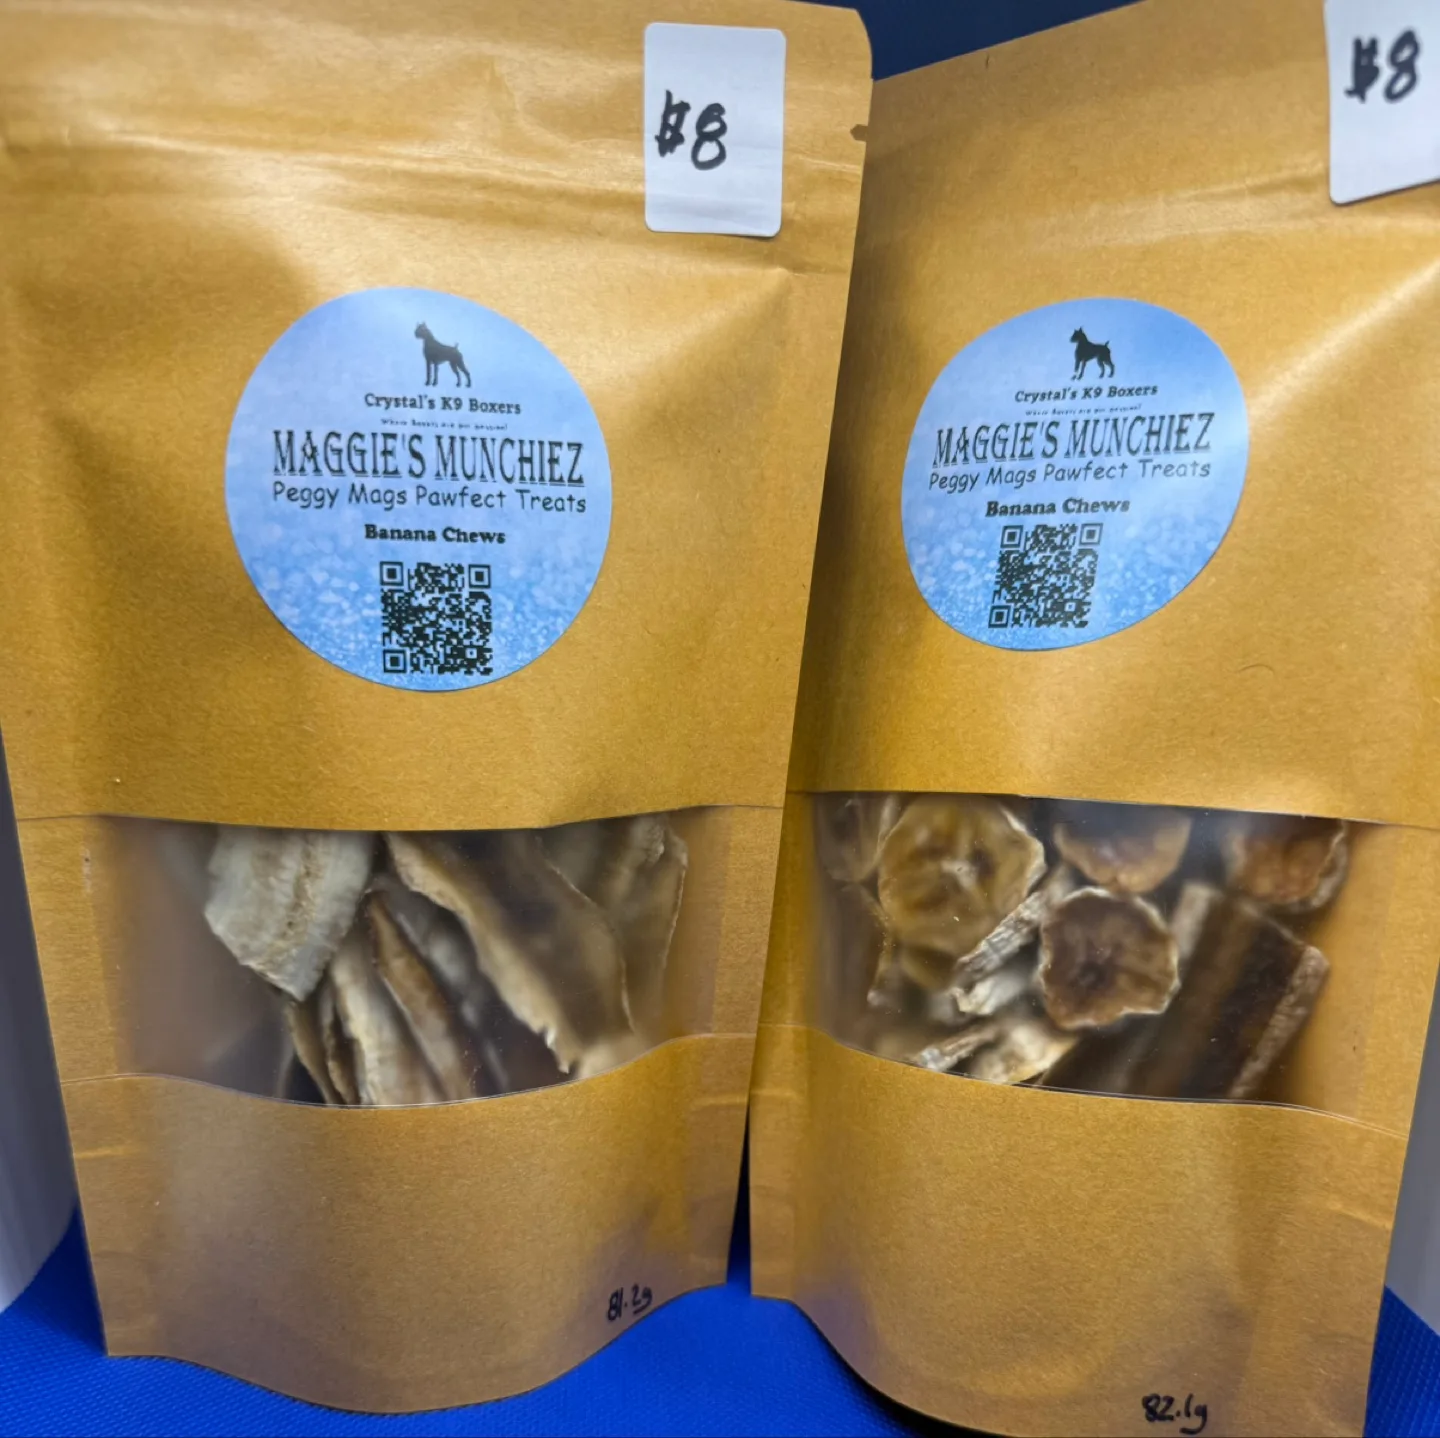 $8
Crystal's K9 Boxers
MAGGIE'S MUNCHIEZ
Peggy Mags Pawfect Treats
Banana Chews
81.2g
$8
Crystal's K9 Boxers
MAGGIE'S MUNCHIEZ
Peggy Mags Pawfect Treats
Banana Chews
82.1g